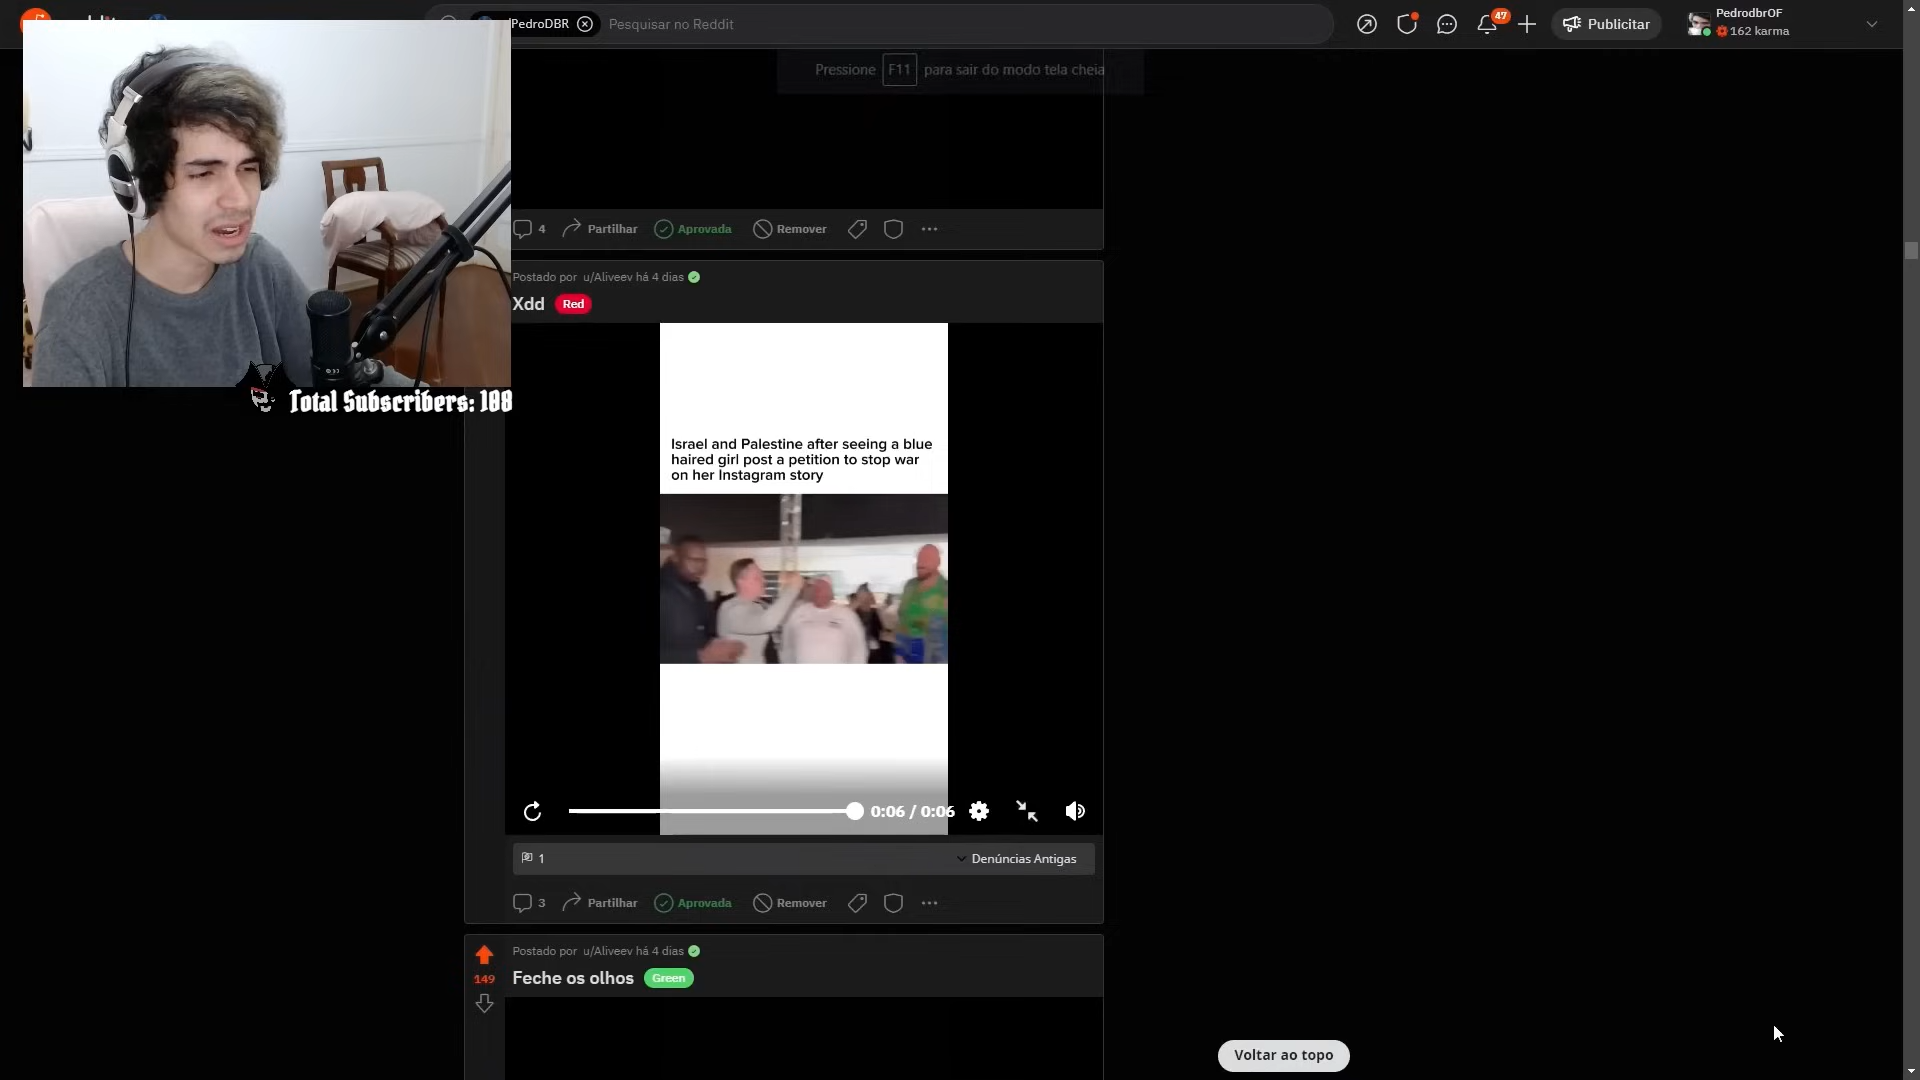 PedroDBR
Pesquisar no Reddit
47
Publicitar
PedrodbrOF
162 karma
Pressione F11 para sair do modo tela cheia
4
Partilhar
Aprovada
Remover
Postado por u/Aliveev há 4 dias
Xdd
Red
Total Subscribers: 188
Israel and Palestine after seeing a blue
haired girl post a petition to stop war
on her Instagram story
0:06 / 0:06
1
Denúncias Antigas
3
Partilhar
Aprovada
Remover
Postado por u/Aliveev há 4 dias
149
Feche os olhos
Green
Voltar ao topo